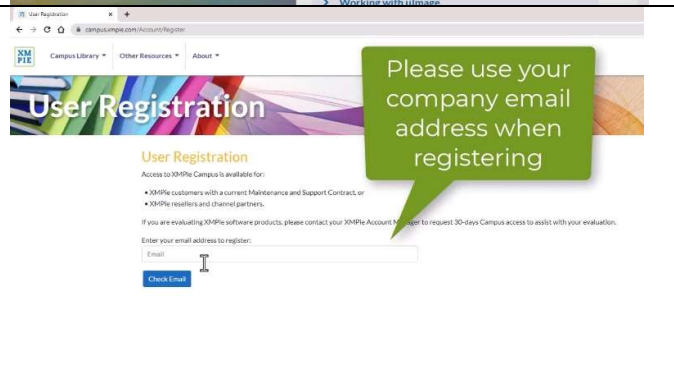 Working with uImage
User Registration
campus.xmpie.com/Account/Register
XM
PIE
Campus Library
Other Resources
About
Please use your
company email
address when
registering
User Registration
User Registration
Access to XMPie Campus is available for:
• XMPie customers with a current Maintenance and Support Contract, or
• XMPie resellers and channel partners.
If you are evaluating XMPie software products, please contact your XMPie Account Manager to request 30-days Campus access to assist with your evaluation.
Enter your email address to register:
Email
Check Email